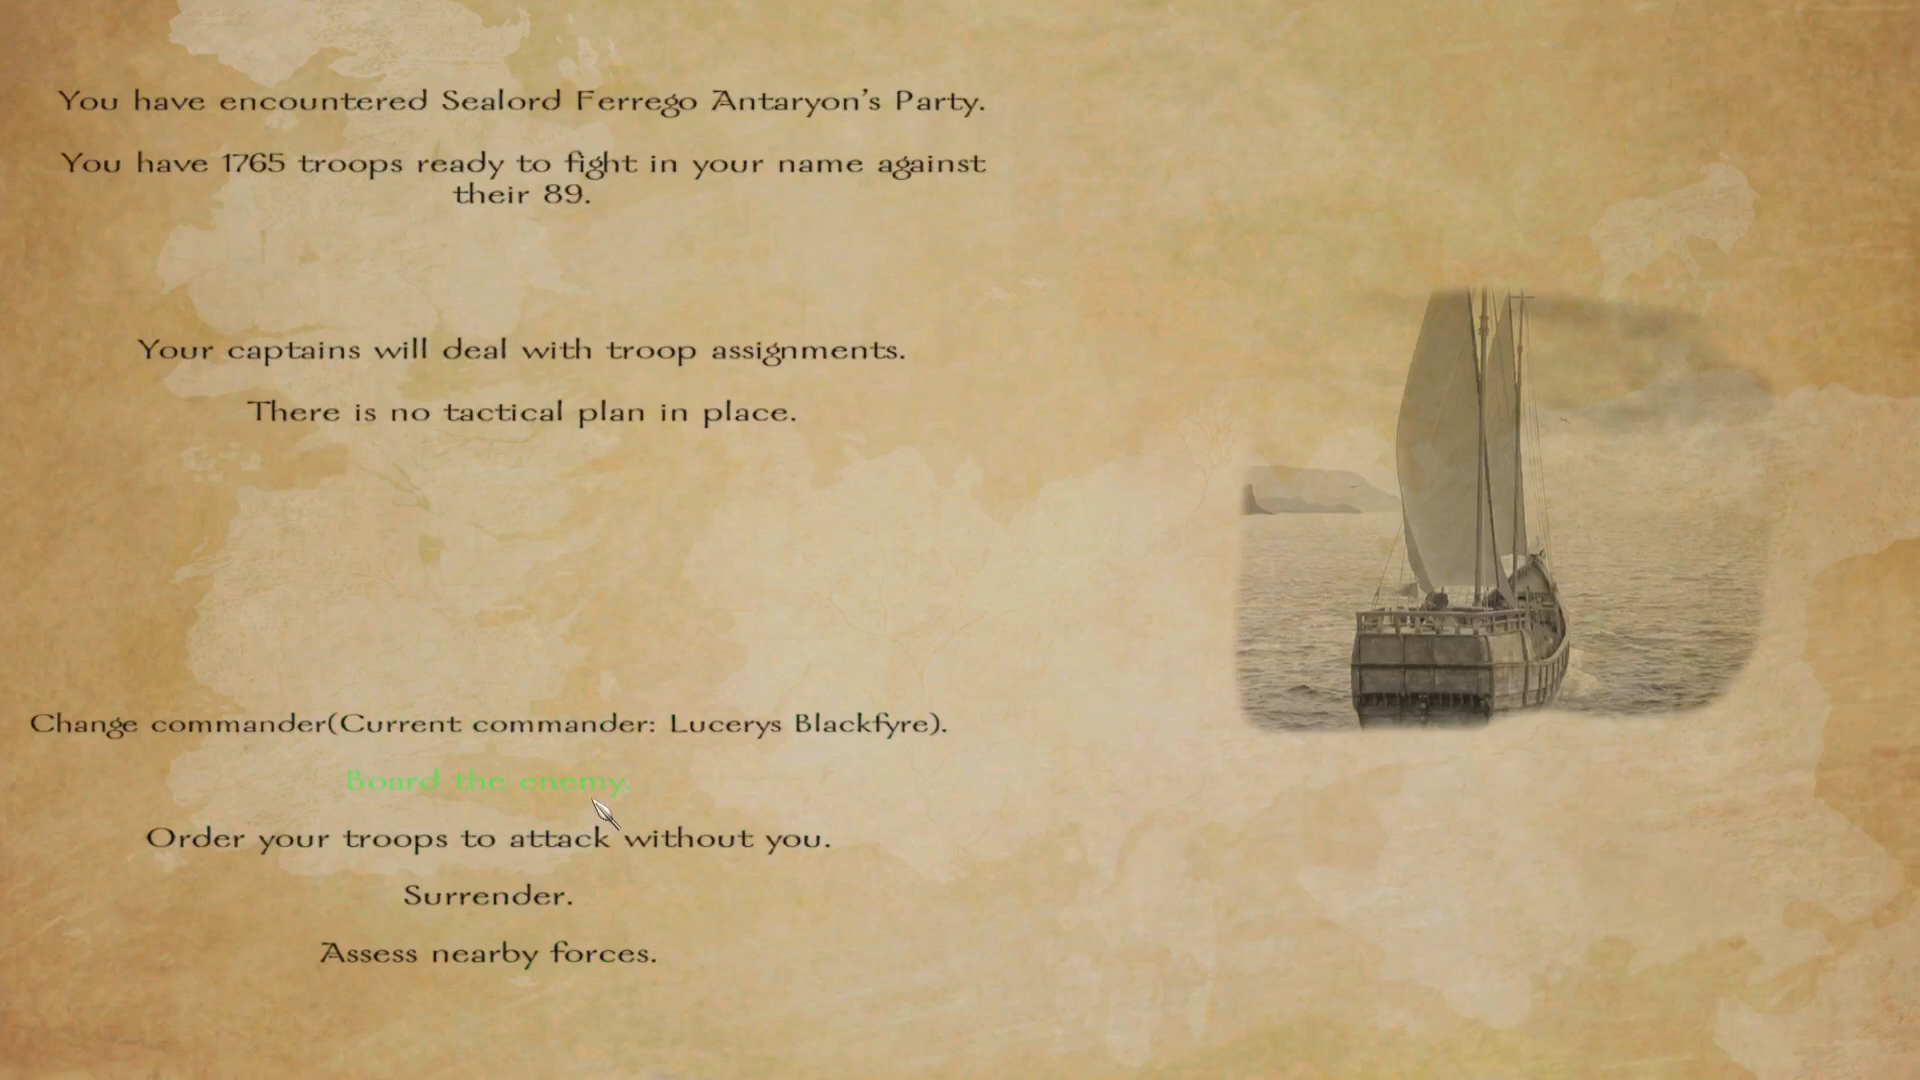 You have encountered Sealord Ferrego Antaryon's Party.
You have 1765 troops ready to fight in your name against
their 89.
Your captains will deal with troop assignments.
There is no tactical plan in place.
Change commander(Current commander: Lucerys Blackfyre).
Board the enemy.
Order your troops to attack without you.
Surrender.
Assess nearby forces.